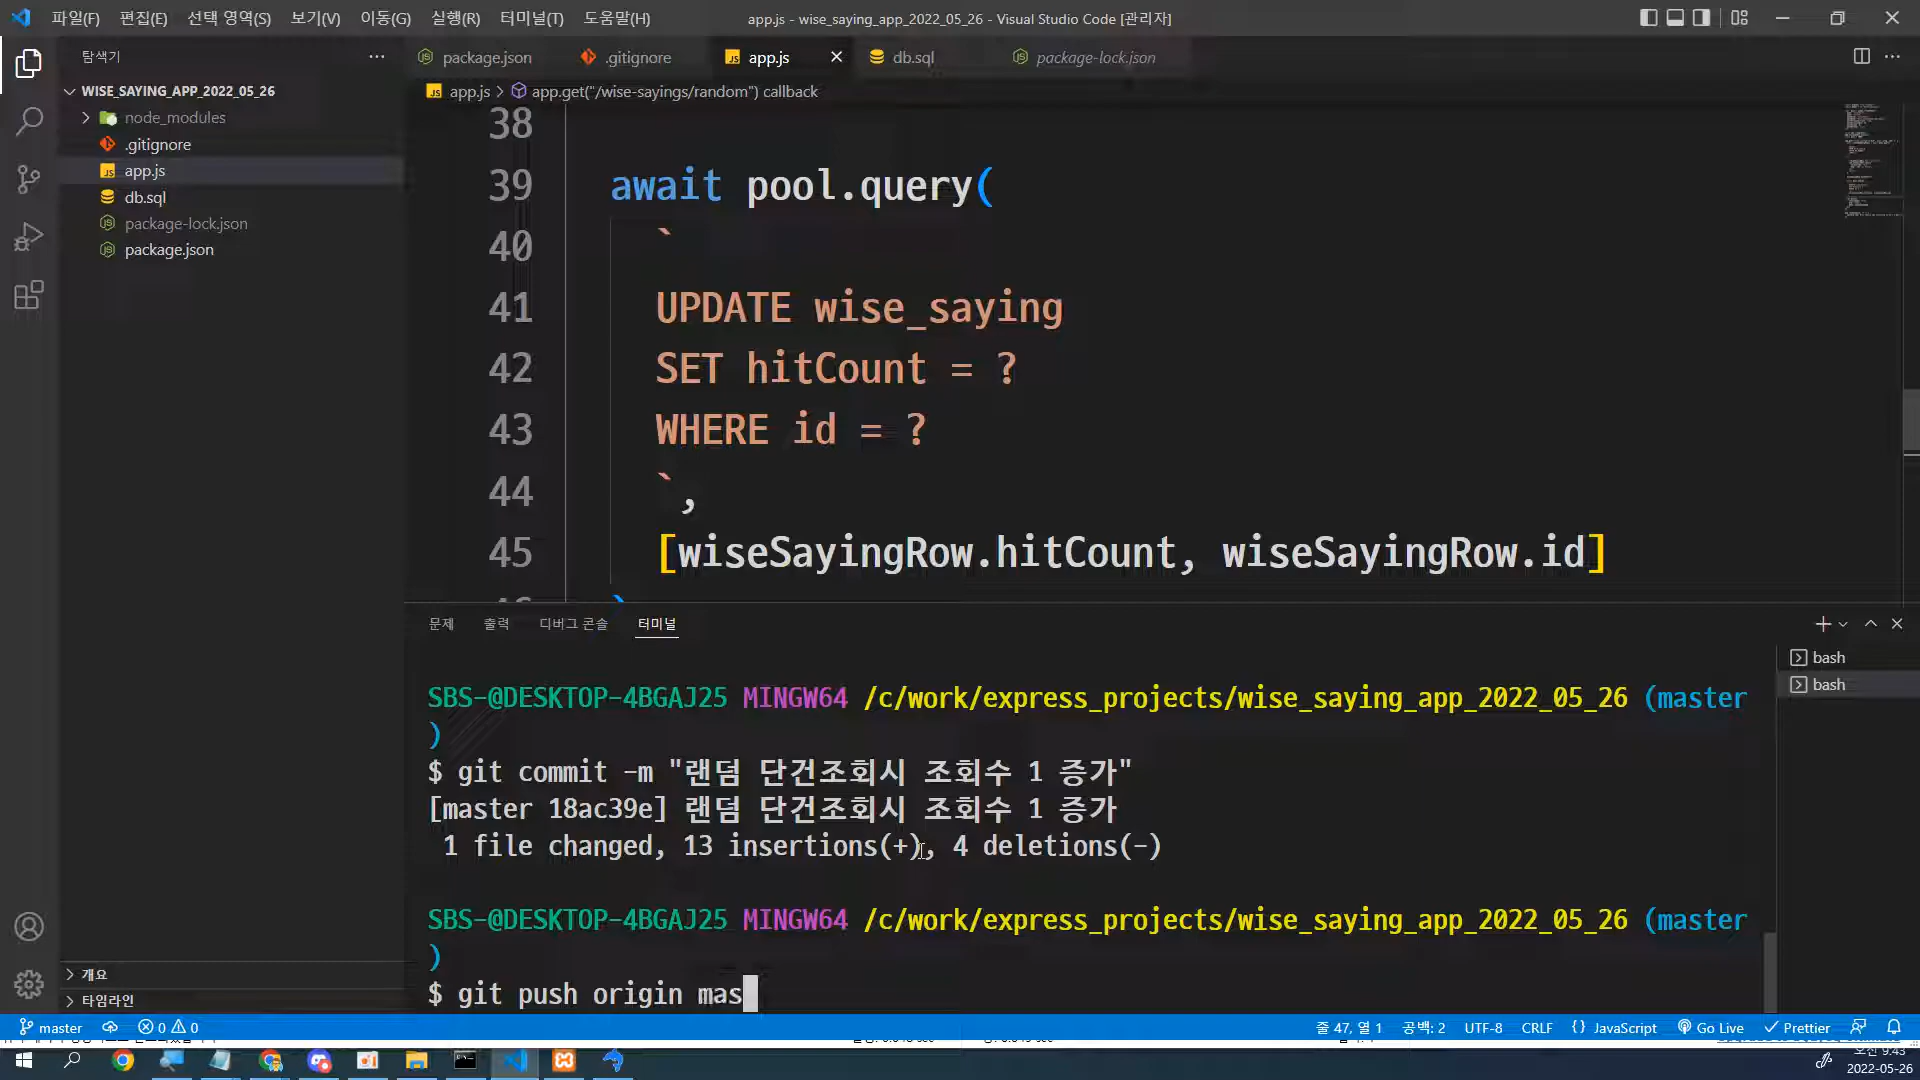 파일(F) 편집(E) 선택 영역(S) 보기(V) 이동(G) 실행(R) 터미널(T) 도움말(H)
app.js - wise_saying_app_2022_05_26 - Visual Studio Code [관리자]
탐색기
package.json
.gitignore
app.js
db.sql
package-lock.json
WISE_SAYING_APP_2022_05_26
node_modules
.gitignore
app.js
db.sql
package-lock.json
package.json
app.js > app.get("/wise-sayings/random") callback
38
39 await pool.query(
40 `
41 UPDATE wise_saying
42 SET hitCount = ?
43 WHERE id = ?
44 `,
45 [wiseSayingRow.hitCount, wiseSayingRow.id]
문제 출력 디버그 콘솔 터미널
bash
bash
SBS-@DESKTOP-4BGAJ25 MINGW64 /c/work/express_projects/wise_saying_app_2022_05_26 (master
)
$ git commit -m "랜덤 단건조회시 조회수 1 증가"
[master 18ac39e] 랜덤 단건조회시 조회수 1 증가
1 file changed, 13 insertions(+), 4 deletions(-)
SBS-@DESKTOP-4BGAJ25 MINGW64 /c/work/express_projects/wise_saying_app_2022_05_26 (master
)
$ git push origin mas
개요
타임라인
master 0 0 줄 47, 열 1 공백: 2 UTF-8 CRLF {} JavaScript Go Live Prettier
오전 9:43
2022-05-26